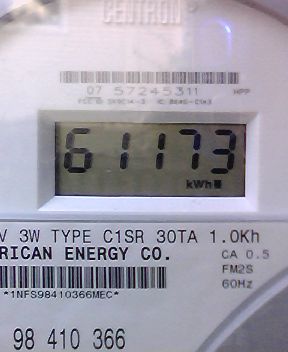 CENTRON
07 57245311 HPP
61173
kWh
V 3W TYPE C1SR 30TA 1.0Kh
RICAN ENERGY CO. CA 0.5
FM2S
60Hz
*1NFS98410366MEC*
98 410 366